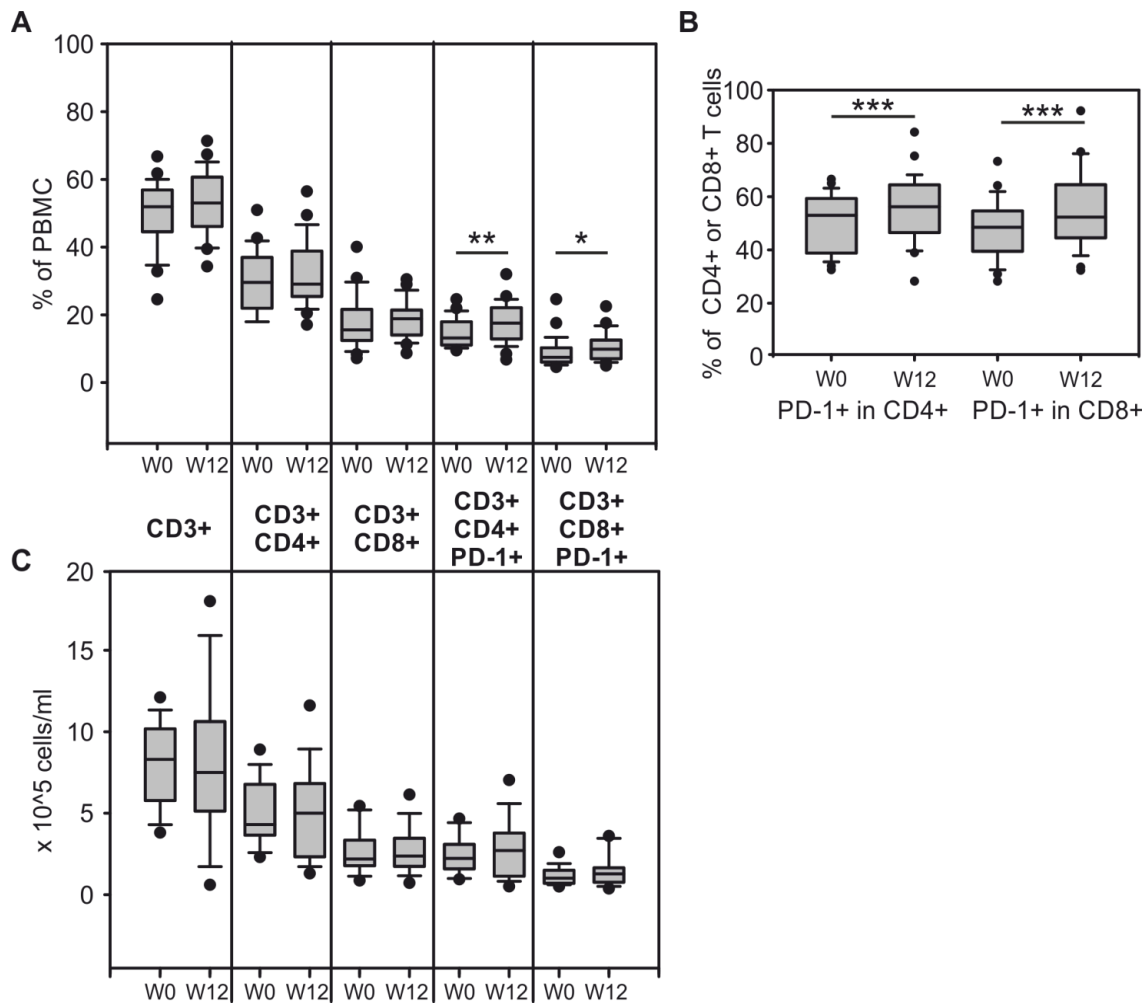 A
% of PBMC
100
80
60
40
20
0
** *
W0 W12 W0 W12 W0 W12 W0 W12 W0 W12
CD3+
CD3+
CD4+
CD3+
CD8+
CD3+
CD4+
PD-1+
CD3+
CD8+
PD-1+
B
% of CD4+ or CD8+ T cells
100
80
60
40
20
0
*** ***
W0 W12 W0 W12
PD-1+ in CD4+ PD-1+ in CD8+
C
x 10^5 cells/ml
20
15
10
5
0
W0 W12 W0 W12 W0 W12 W0 W12 W0 W12